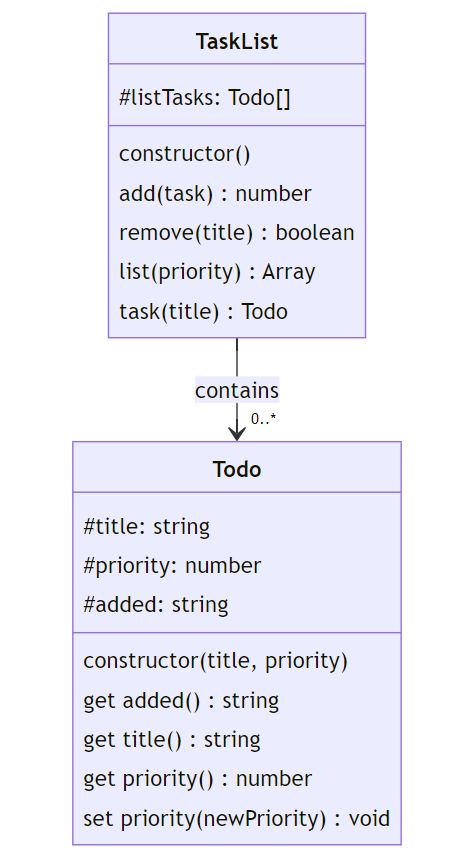 TaskList
#listTasks: Todo[]
constructor()
add(task) : number
remove(title) : boolean
list(priority) : Array
task(title) : Todo
contains
0..*
Todo
#title: string
#priority: number
#added: string
constructor(title, priority)
get added() : string
get title() : string
get priority() : number
set priority(newPriority) : void